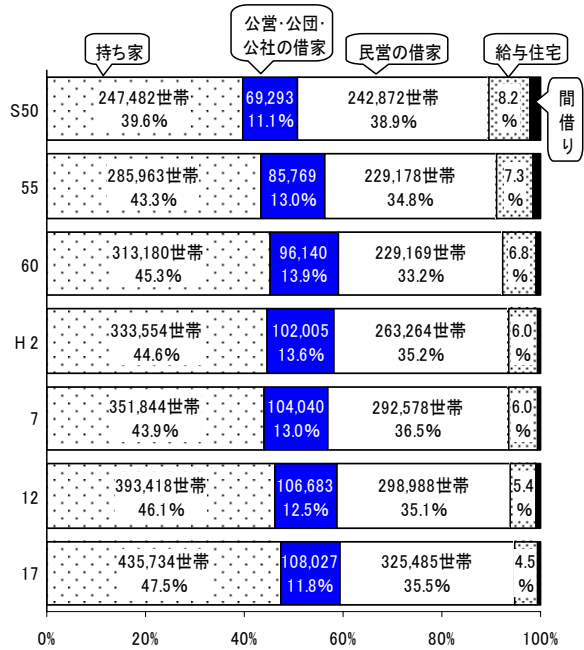 公営・公団・
公社の借家
持ち家
民営の借家
給与住宅
間借り
S50
247,482世帯
39.6%
69,293
11.1%
242,872世帯
38.9%
8.2
%
55
285,963世帯
43.3%
85,769
13.0%
229,178世帯
34.8%
7.3
%
60
313,180世帯
45.3%
96,140
13.9%
229,169世帯
33.2%
6.8
%
H 2
333,554世帯
44.6%
102,005
13.6%
263,264世帯
35.2%
6.0
%
7
351,844世帯
43.9%
104,040
13.0%
292,578世帯
36.5%
6.0
%
12
393,418世帯
46.1%
106,683
12.5%
298,988世帯
35.1%
5.4
%
17
435,734世帯
47.5%
108,027
11.8%
325,485世帯
35.5%
4.5
%
0% 20% 40% 60% 80% 100%